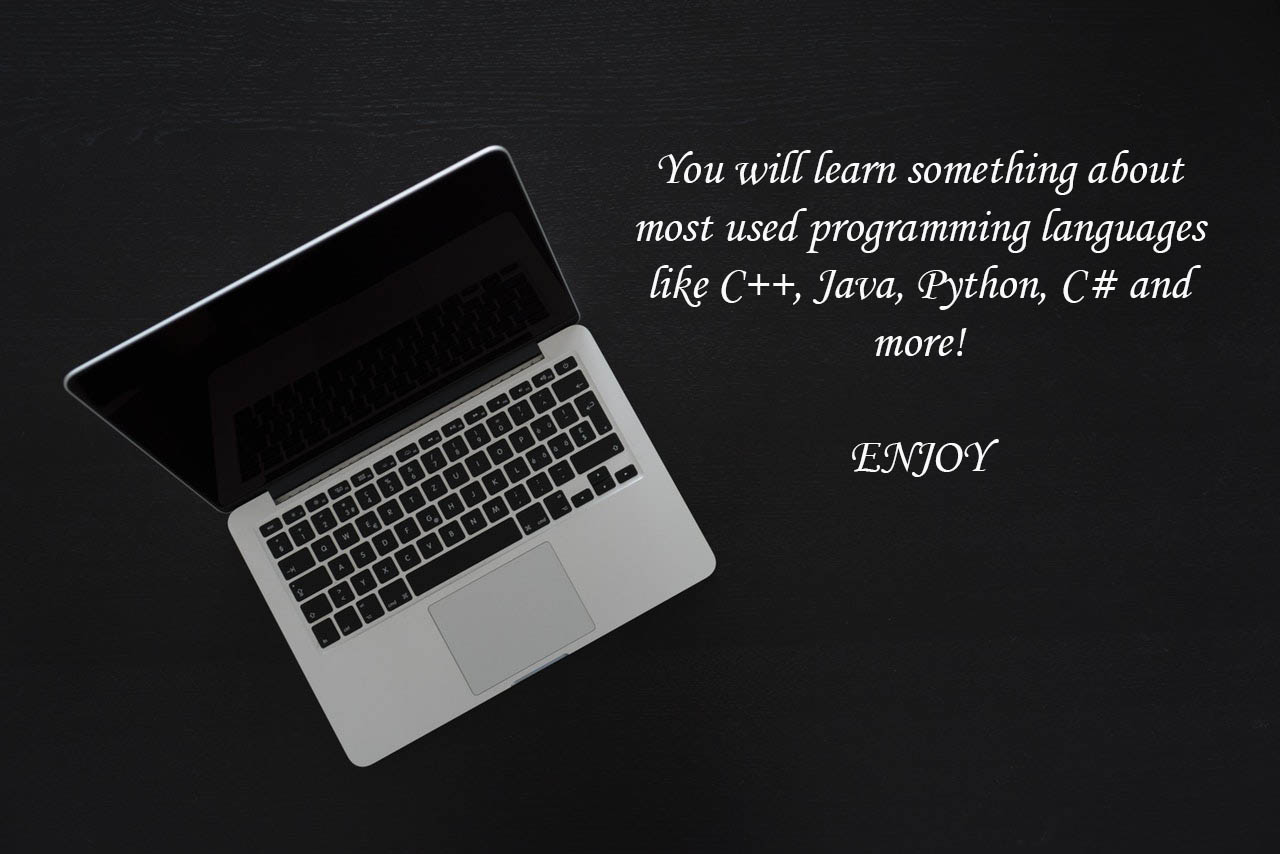 You will learn something about
most used programming languages
like C++, Java, Python, C# and
more!
ENJOY